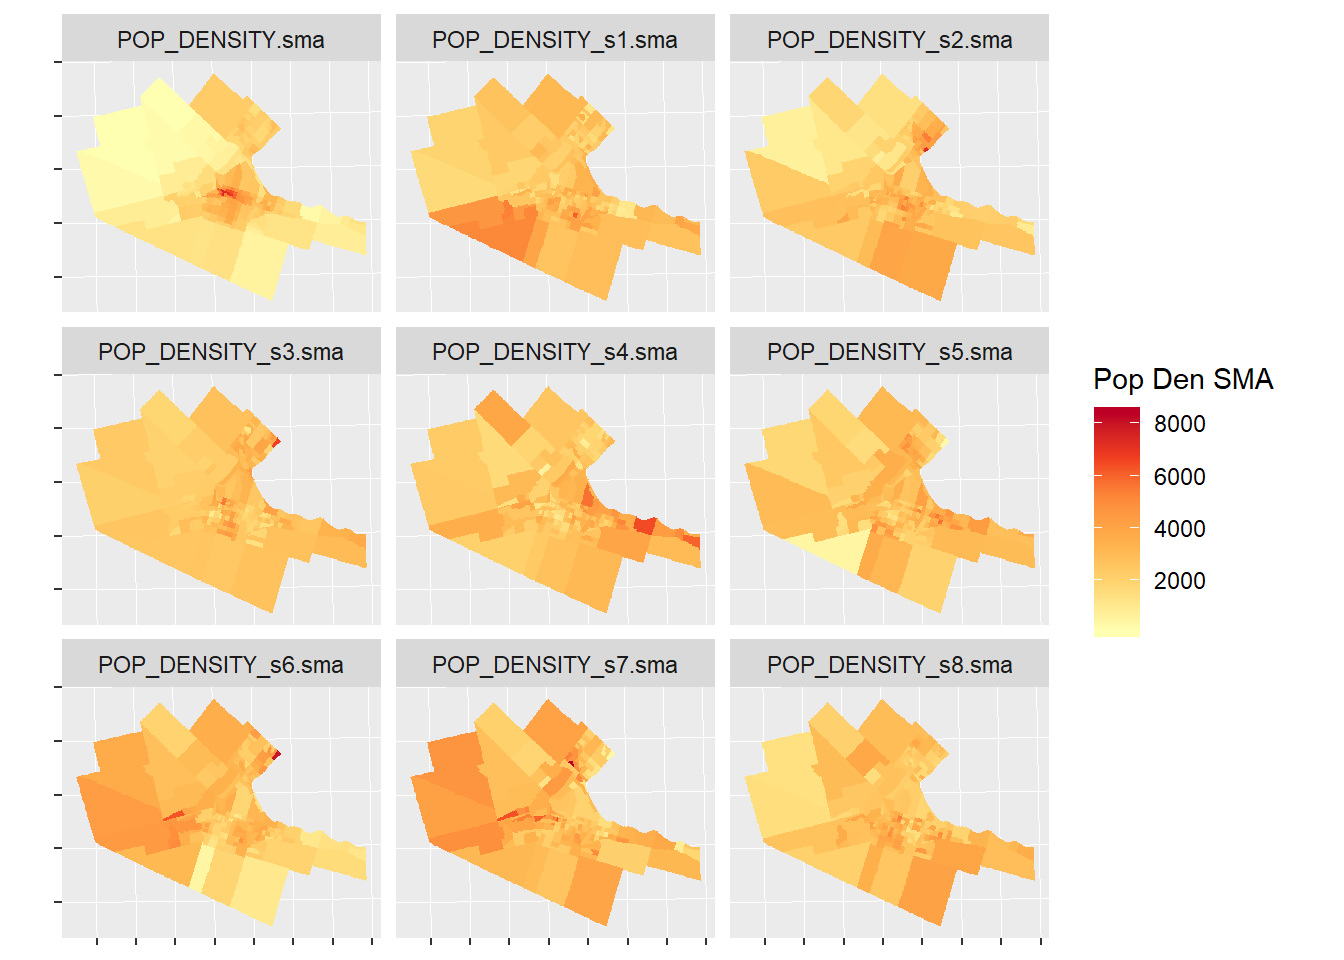 POP_DENSITY.sma
POP_DENSITY_s1.sma
POP_DENSITY_s2.sma
POP_DENSITY_s3.sma
POP_DENSITY_s4.sma
POP_DENSITY_s5.sma
Pop Den SMA
8000
6000
4000
2000
POP_DENSITY_s6.sma
POP_DENSITY_s7.sma
POP_DENSITY_s8.sma